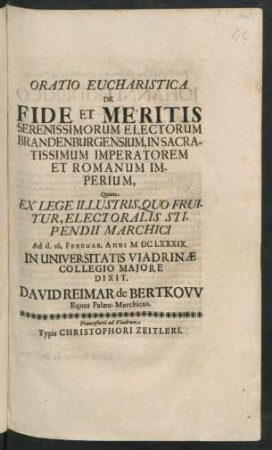 ORATIO EUCHARISTICA
DE
FIDE ET MERITIS
SERENISSIMORUM ELECTORUM
BRANDENBURGENSIUM, IN SACRA-
TISSIMUM IMPERATOREM
ET ROMANUM IM-
PERIUM,
Quam
EX LEGE ILLUSTRIS, QUO FRUI-
TUR, ELECTORALIS STI-
PENDII MARCHICI
Ad d. 16. FEBRUAR. ANNI M DC LXXXIX.
IN UNIVERSITATIS VIADRINÆ
COLLEGIO MAJORE
DIXIT.
DAVID REIMAR de BERTKOVV
Eques Palæo-Marchicus.
Francofurti ad Viadrum,
Typis CHRISTOPHORI ZEITLERI.